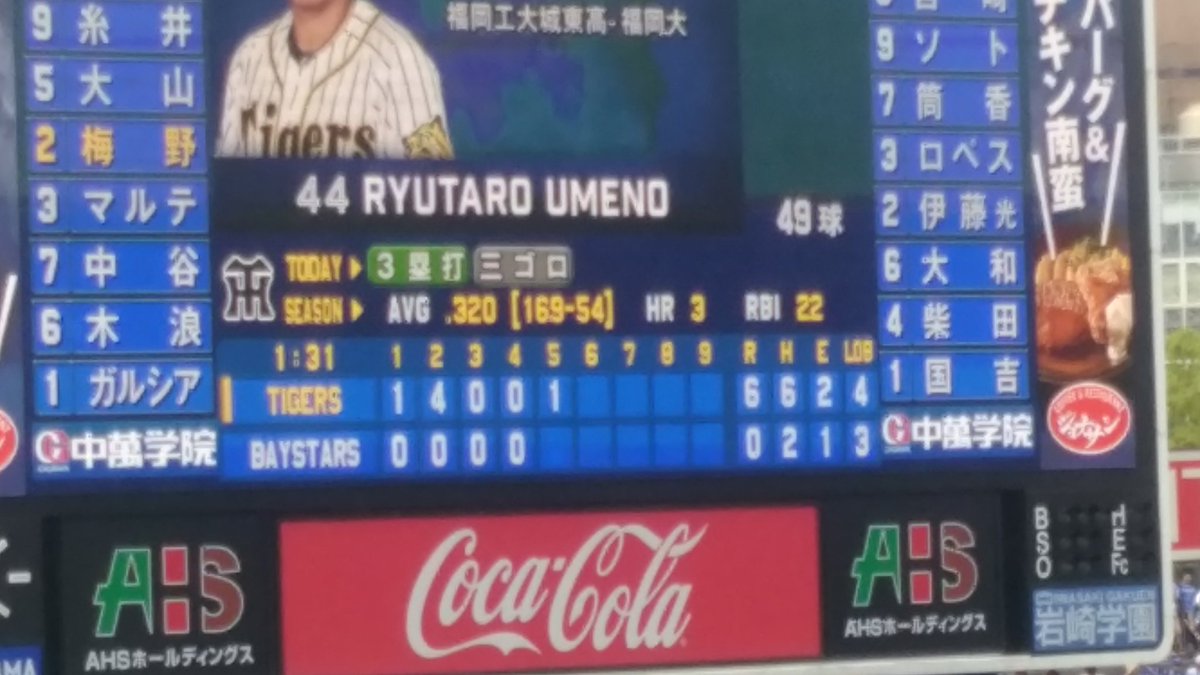 福岡工大城東高・福岡大
9 糸井
5 大山
2 梅野
3 マルテ
7 中谷
6 木浪
1 ガルシア
中萬学院
Tigers
44 RYUTARO UMENO
49球
TODAY 3塁打 三ゴロ
SEASON AVG .320 [169-54] HR 3 RBI 22
1:31 1 2 3 4 5 6 7 8 9 R H E LOB
TIGERS 1 4 0 0 1 6 6 2 4
BAYSTARS 0 0 0 0 0 2 1 3
9 ソト
7 筒香
3 ロペス
2 伊藤光
6 大和
4 柴田
1 国吉
中萬学院
バーグ&
チキン南蛮
ジョナサン
AHS
AHSホールディングス
Coca-Cola
AHS
AHSホールディングス
B H
S E
O Fc
IWASAKI GAKUEN
岩崎学園